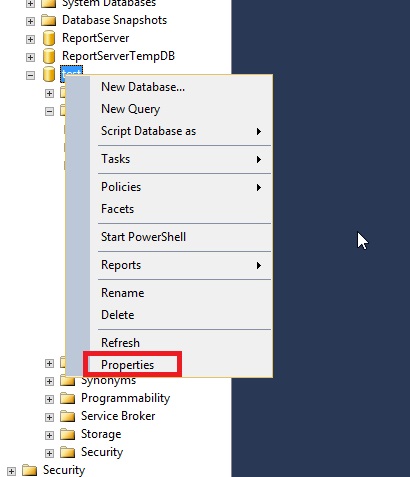 System Databases
Database Snapshots
ReportServer
ReportServerTempDB
test
New Database...
New Query
Script Database as
Tasks
Policies
Facets
Start PowerShell
Reports
Rename
Delete
Refresh
Properties
Synonyms
Programmability
Service Broker
Storage
Security
Security